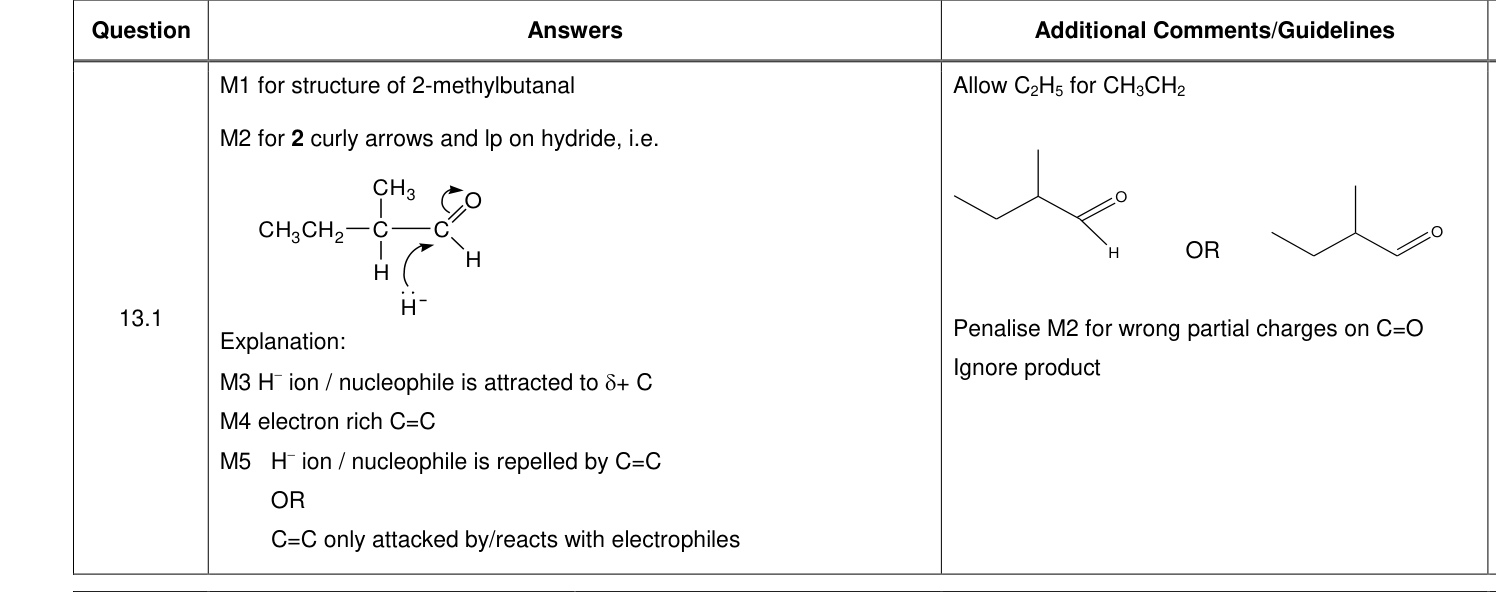 Question Answers Additional Comments/Guidelines
13.1
M1 for structure of 2-methylbutanal
M2 for 2 curly arrows and lp on hydride, i.e.
CH₃
O
CH₃CH₂ C C
H
H
H⁻
Explanation:
M3 H⁻ ion / nucleophile is attracted to δ+ C
M4 electron rich C=C
M5 H⁻ ion / nucleophile is repelled by C=C
OR
C=C only attacked by/reacts with electrophiles
Allow C₂H₅ for CH₃CH₂
O
H
OR
O
Penalise M2 for wrong partial charges on C=O
Ignore product